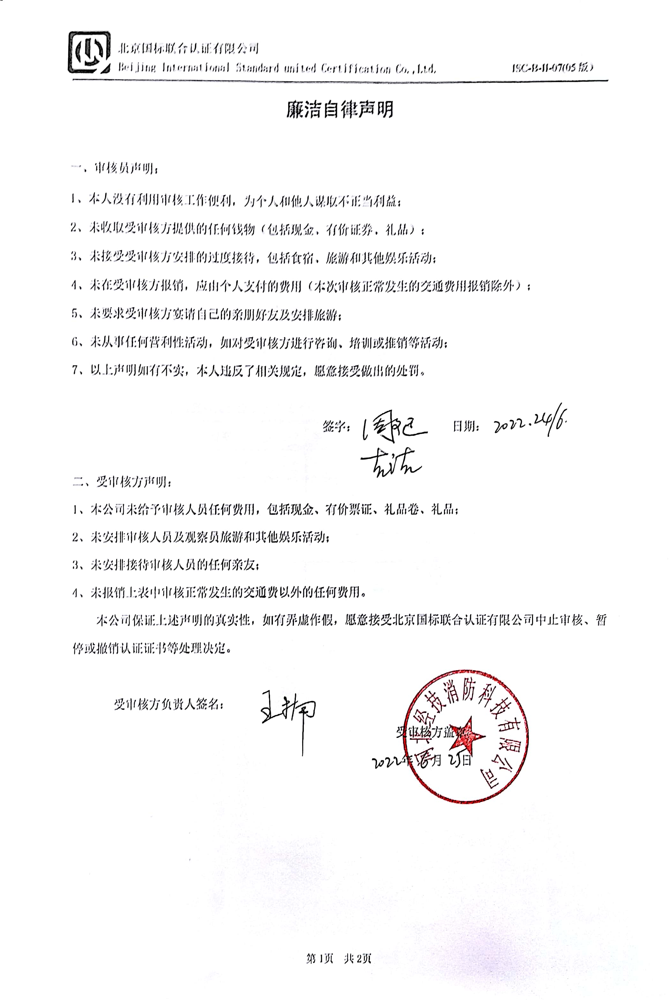 北京国标联合认证有限公司
Beijing International Standard united Certification Co.,Ltd.
ISC-B-II-07(05版)
廉洁自律声明
一、审核员声明：
1、本人没有利用审核工作便利，为个人和他人谋取不正当利益；
2、未收取受审核方提供的任何钱物（包括现金、有价证券、礼品）；
3、未接受受审核方安排的过度接待，包括食宿、旅游和其他娱乐活动；
4、未在受审核方报销，应由个人支付的费用（本次审核正常发生的交通费用报销除外）；
5、未要求受审核方宴请自己的亲朋好友及安排旅游；
6、未从事任何营利性活动，如对受审核方进行咨询、培训或推销等活动；
7、以上声明如有不实，本人违反了相关规定，愿意接受做出的处罚。
签字： 日期：2022.24/6.
二、受审核方声明：
1、本公司未给予审核人员任何费用，包括现金、有价票证、礼品卷、礼品；
2、未安排审核人员及观察员旅游和其他娱乐活动；
3、未安排接待审核人员的任何亲友；
4、未报销上表中审核正常发生的交通费以外的任何费用。
本公司保证上述声明的真实性，如有弄虚作假，愿意接受北京国标联合认证有限公司中止审核、暂
停或撤销认证证书等处理决定。
受审核方负责人签名：王
河北经技消防科技有限公司
受审核方盖章
2022年6月25日
第1页 共2页